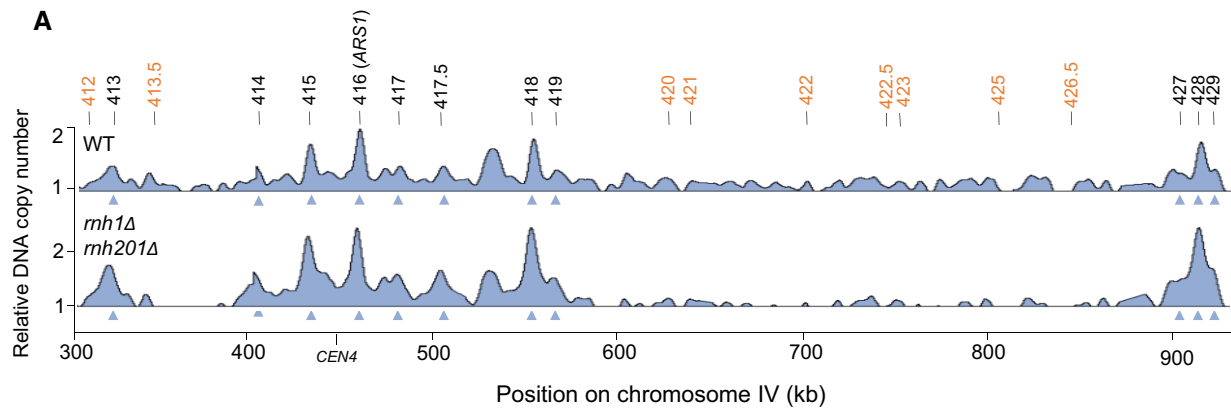 A
412 413 413.5 414 415 416 (ARS1) 417 417.5 418 419 420 421 422 422.5 423 425 426.5 427 428 429
Relative DNA copy number
2
WT
1
rnh1Δ
2
rnh201Δ
1
300 400 CEN4 500 600 700 800 900
Position on chromosome IV (kb)